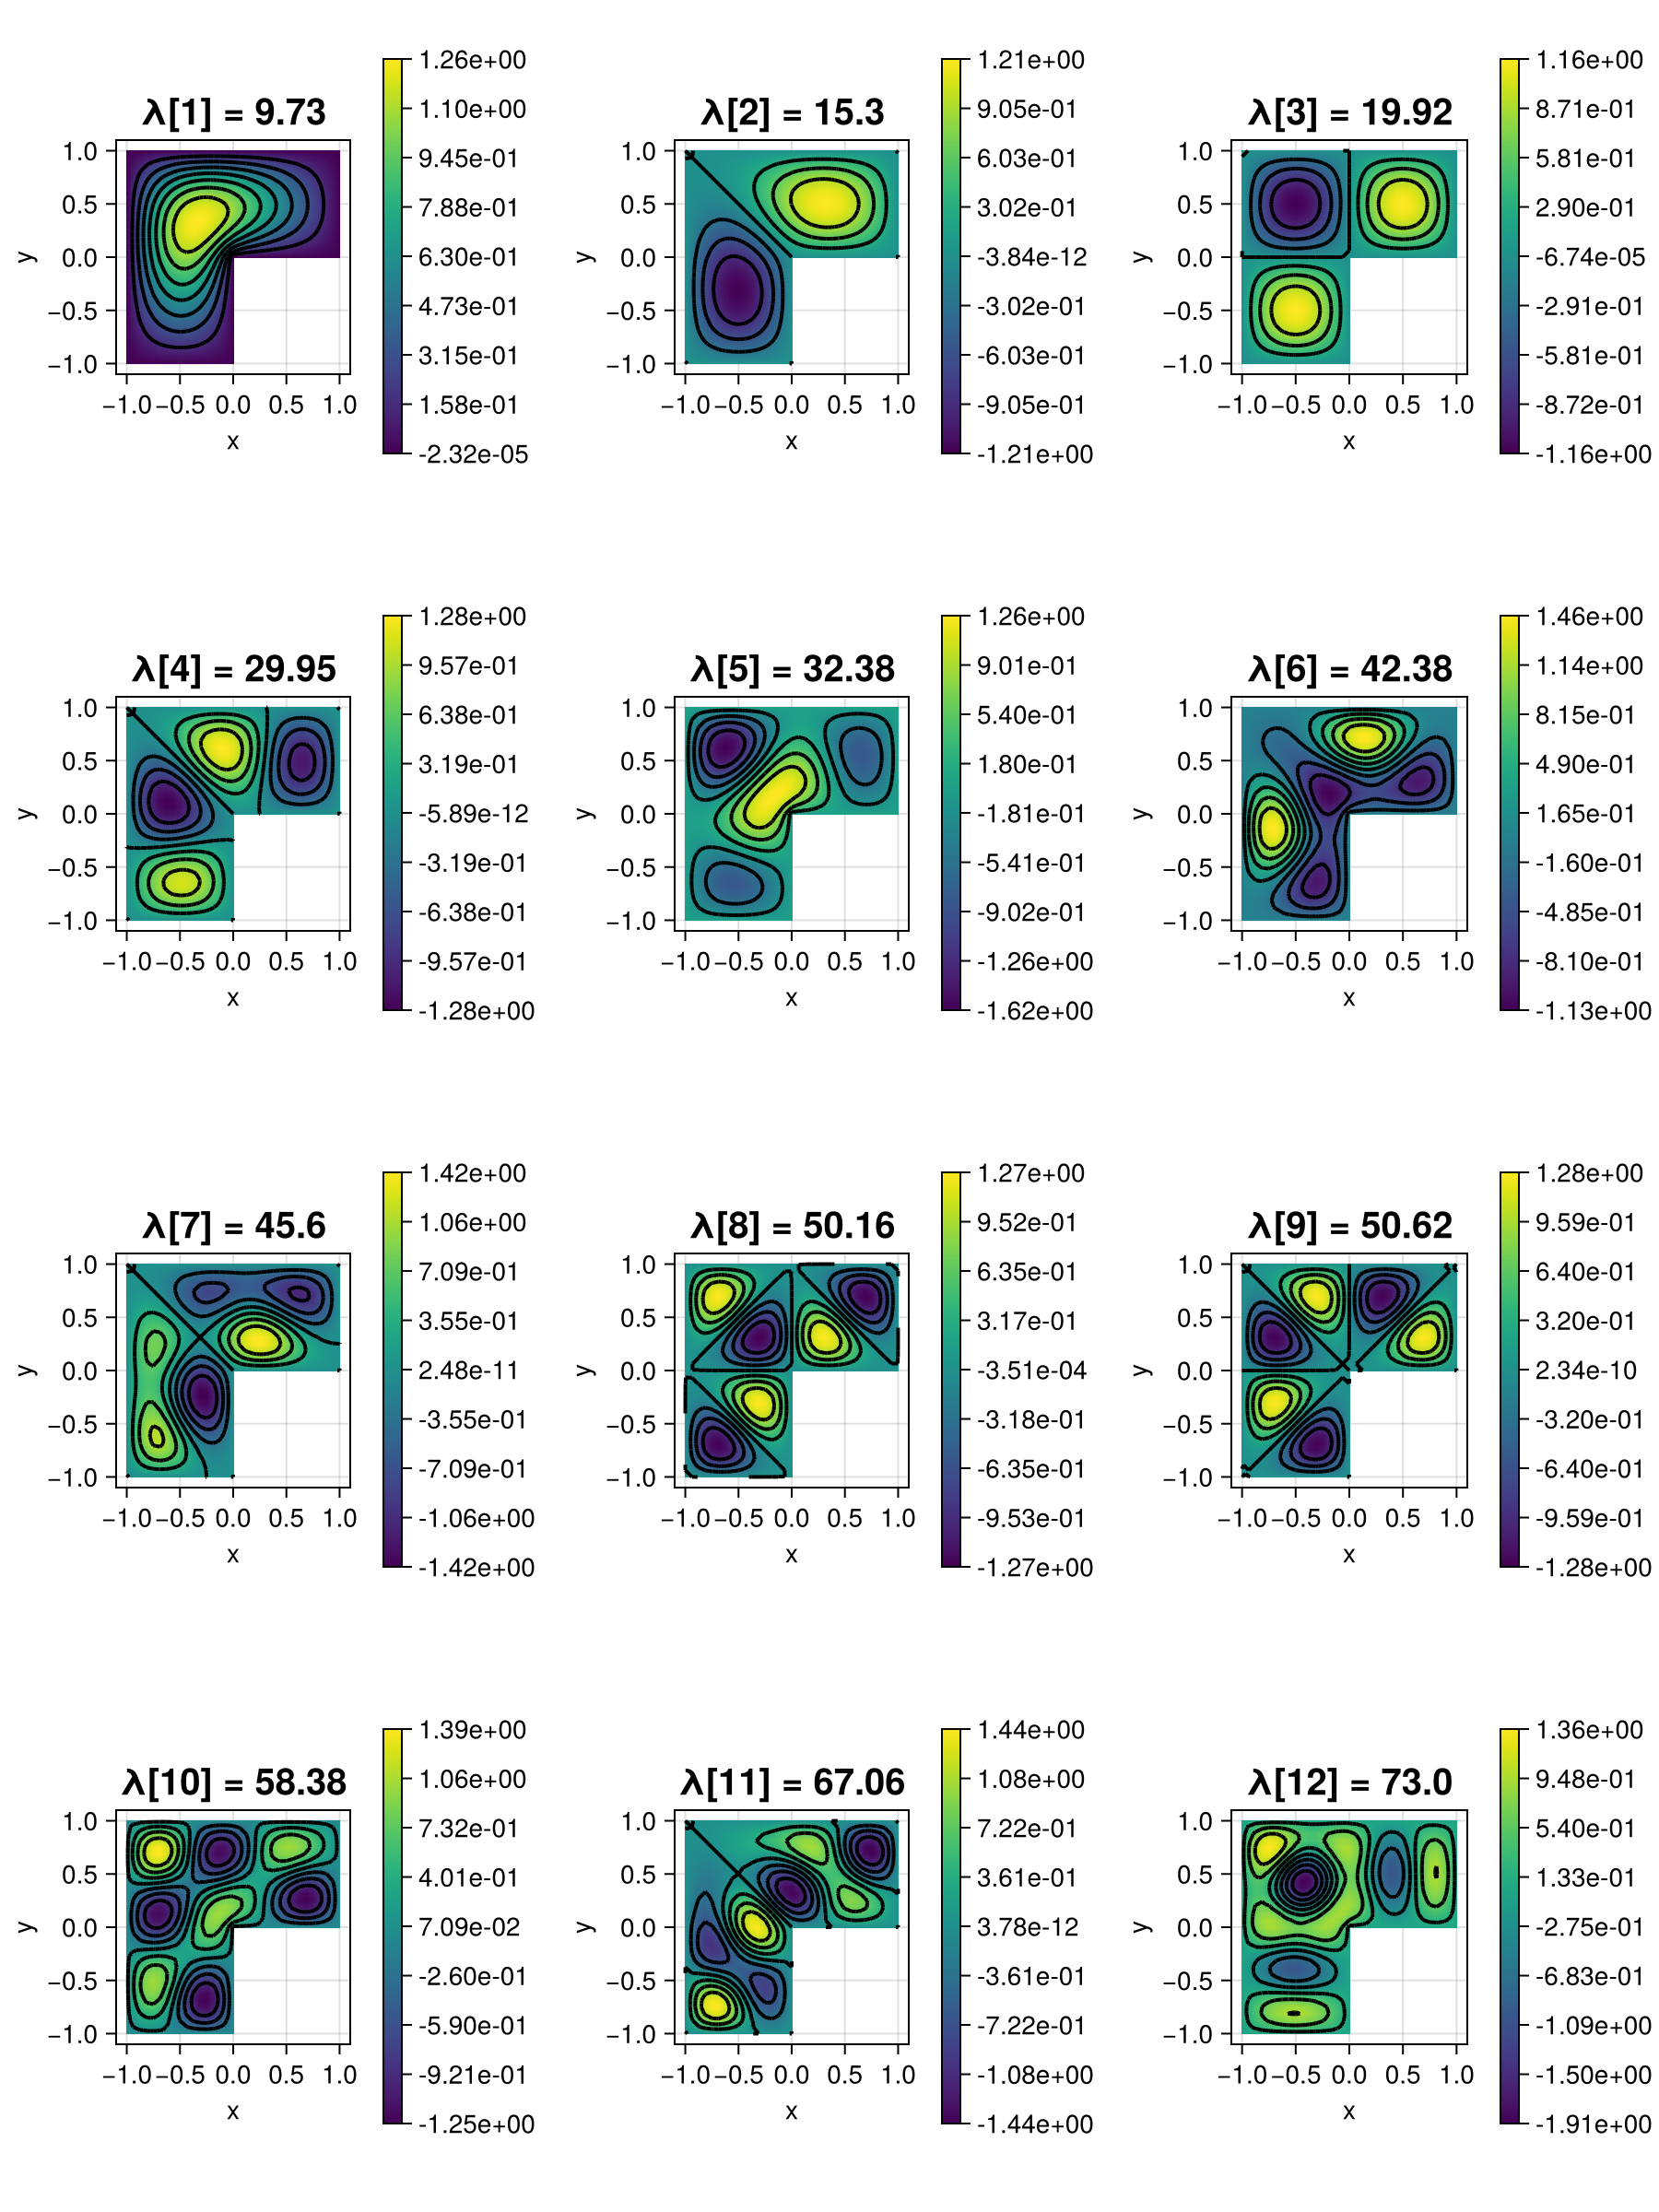 λ[1] = 9.73
y
1.0
0.5
0.0
−0.5
−1.0
−1.0 −0.5 0.0 0.5 1.0
x
1.26e+00
1.10e+00
9.45e-01
7.88e-01
6.30e-01
4.73e-01
3.15e-01
1.58e-01
-2.32e-05
λ[2] = 15.3
y
1.0
0.5
0.0
−0.5
−1.0
−1.0 −0.5 0.0 0.5 1.0
x
1.21e+00
9.05e-01
6.03e-01
3.02e-01
-3.84e-12
-3.02e-01
-6.03e-01
-9.05e-01
-1.21e+00
λ[3] = 19.92
y
1.0
0.5
0.0
−0.5
−1.0
−1.0 −0.5 0.0 0.5 1.0
x
1.16e+00
8.71e-01
5.81e-01
2.90e-01
-6.74e-05
-2.91e-01
-5.81e-01
-8.72e-01
-1.16e+00
λ[4] = 29.95
y
1.0
0.5
0.0
−0.5
−1.0
−1.0 −0.5 0.0 0.5 1.0
x
1.28e+00
9.57e-01
6.38e-01
3.19e-01
-5.89e-12
-3.19e-01
-6.38e-01
-9.57e-01
-1.28e+00
λ[5] = 32.38
y
1.0
0.5
0.0
−0.5
−1.0
−1.0 −0.5 0.0 0.5 1.0
x
1.26e+00
9.01e-01
5.40e-01
1.80e-01
-1.81e-01
-5.41e-01
-9.02e-01
-1.26e+00
-1.62e+00
λ[6] = 42.38
y
1.0
0.5
0.0
−0.5
−1.0
−1.0 −0.5 0.0 0.5 1.0
x
1.46e+00
1.14e+00
8.15e-01
4.90e-01
1.65e-01
-1.60e-01
-4.85e-01
-8.10e-01
-1.13e+00
λ[7] = 45.6
y
1.0
0.5
0.0
−0.5
−1.0
−1.0 −0.5 0.0 0.5 1.0
x
1.42e+00
1.06e+00
7.09e-01
3.55e-01
2.48e-11
-3.55e-01
-7.09e-01
-1.06e+00
-1.42e+00
λ[8] = 50.16
y
1.0
0.5
0.0
−0.5
−1.0
−1.0 −0.5 0.0 0.5 1.0
x
1.27e+00
9.52e-01
6.35e-01
3.17e-01
-3.51e-04
-3.18e-01
-6.35e-01
-9.53e-01
-1.27e+00
λ[9] = 50.62
y
1.0
0.5
0.0
−0.5
−1.0
−1.0 −0.5 0.0 0.5 1.0
x
1.28e+00
9.59e-01
6.40e-01
3.20e-01
2.34e-10
-3.20e-01
-6.40e-01
-9.59e-01
-1.28e+00
λ[10] = 58.38
y
1.0
0.5
0.0
−0.5
−1.0
−1.0 −0.5 0.0 0.5 1.0
x
1.39e+00
1.06e+00
7.32e-01
4.01e-01
7.09e-02
-2.60e-01
-5.90e-01
-9.21e-01
-1.25e+00
λ[11] = 67.06
y
1.0
0.5
0.0
−0.5
−1.0
−1.0 −0.5 0.0 0.5 1.0
x
1.44e+00
1.08e+00
7.22e-01
3.61e-01
3.78e-12
-3.61e-01
-7.22e-01
-1.08e+00
-1.44e+00
λ[12] = 73.0
y
1.0
0.5
0.0
−0.5
−1.0
−1.0 −0.5 0.0 0.5 1.0
x
1.36e+00
9.48e-01
5.40e-01
1.33e-01
-2.75e-01
-6.83e-01
-1.09e+00
-1.50e+00
-1.91e+00